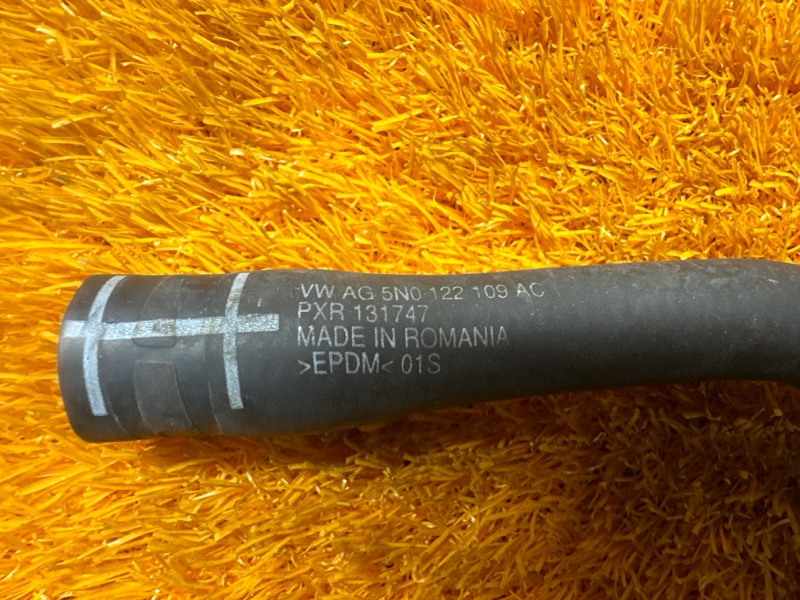 VW AG 5N0 122 109 AC
PXR 131747
MADE IN ROMANIA
>EPDM< 01S